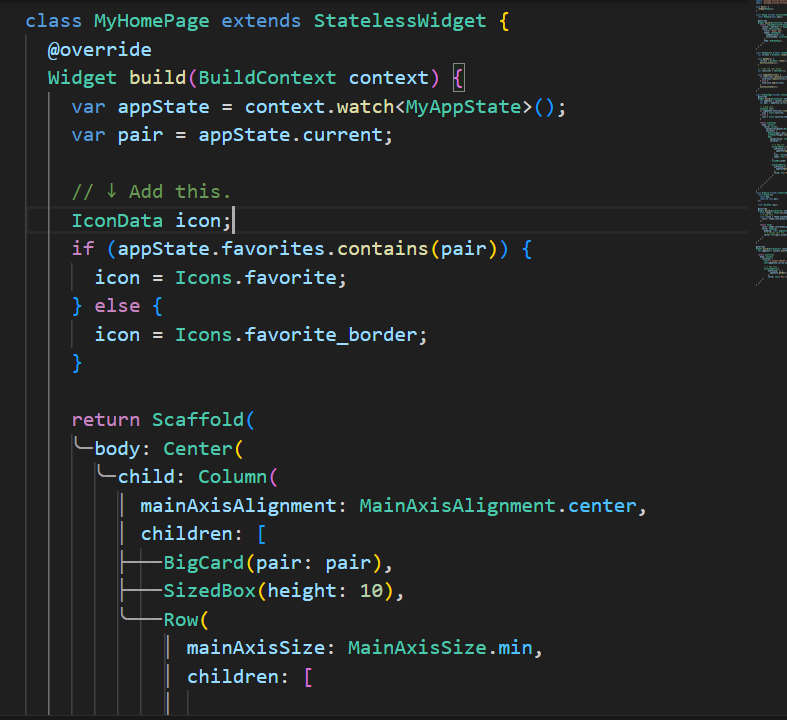 class MyHomePage extends StatelessWidget {
@override
Widget build(BuildContext context) {
var appState = context.watch<MyAppState>();
var pair = appState.current;
// ↓ Add this.
IconData icon;
if (appState.favorites.contains(pair)) {
icon = Icons.favorite;
} else {
icon = Icons.favorite_border;
}
return Scaffold(
body: Center(
child: Column(
mainAxisAlignment: MainAxisAlignment.center,
children: [
BigCard(pair: pair),
SizedBox(height: 10),
Row(
mainAxisSize: MainAxisSize.min,
children: [